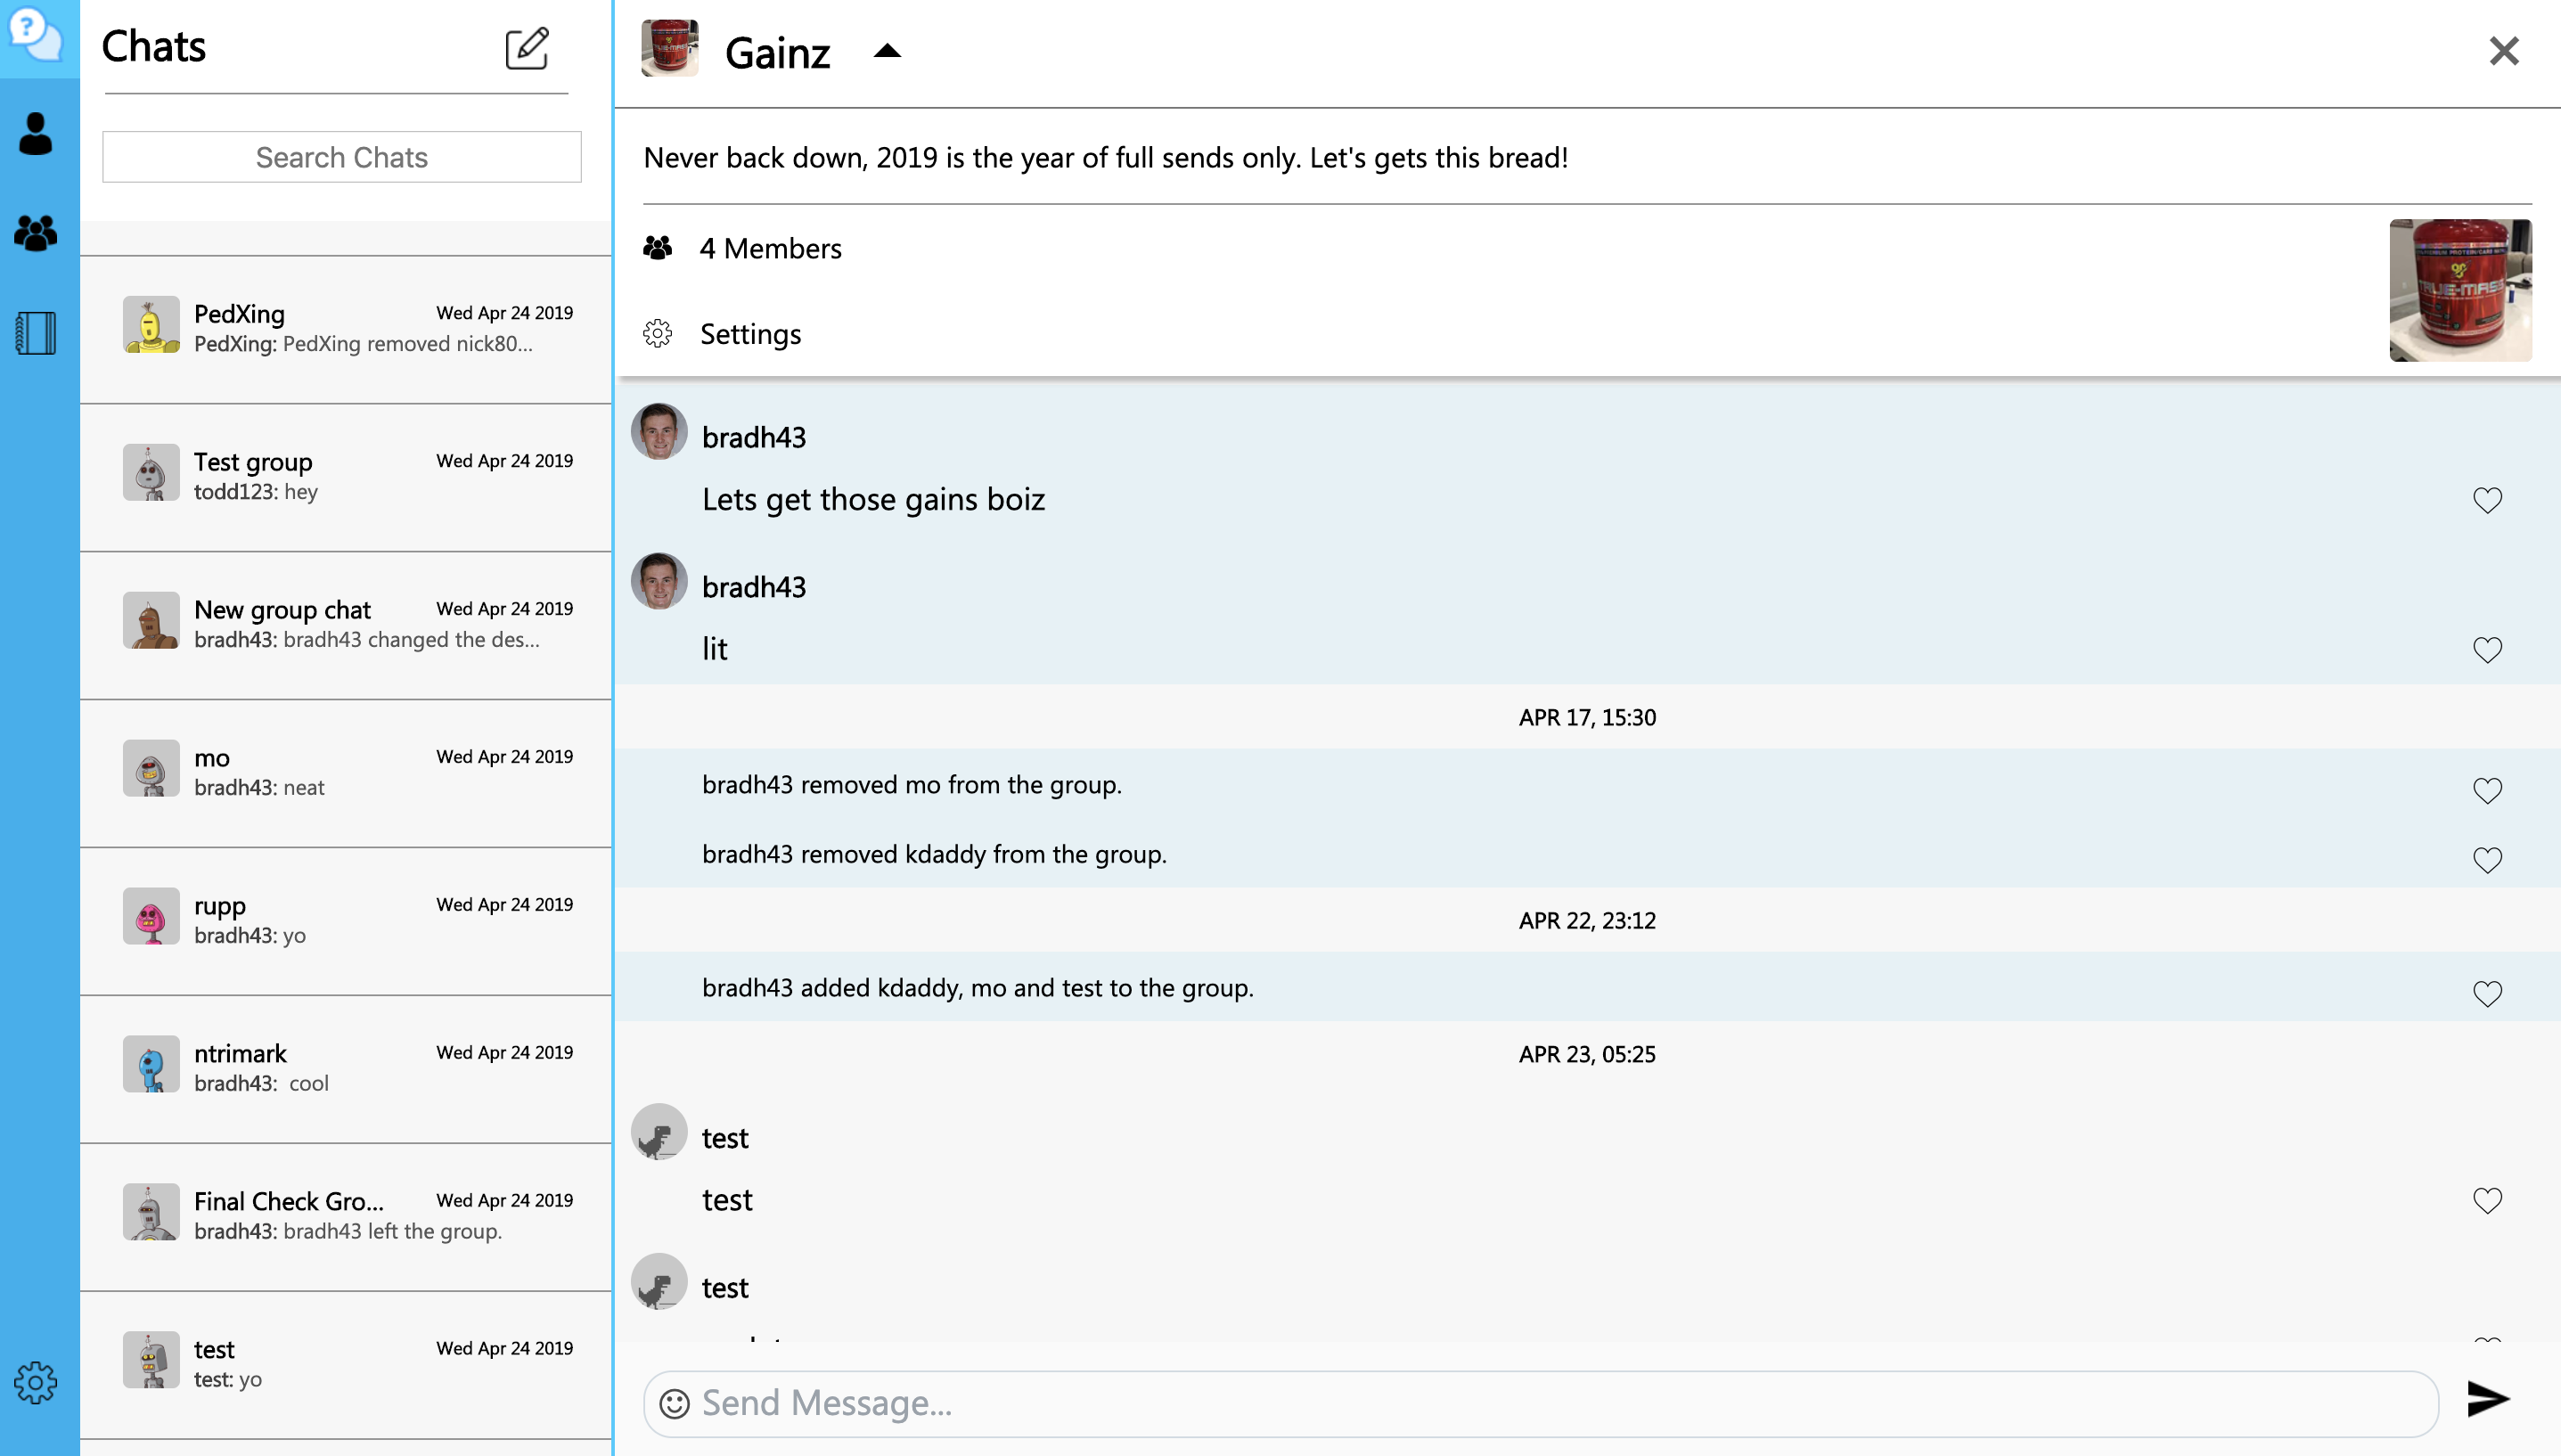 Chats
Search Chats
PedXing Wed Apr 24 2019
PedXing: PedXing removed nick80...
Test group Wed Apr 24 2019
todd123: hey
New group chat Wed Apr 24 2019
bradh43: bradh43 changed the des...
mo Wed Apr 24 2019
bradh43: neat
rupp Wed Apr 24 2019
bradh43: yo
ntrimark Wed Apr 24 2019
bradh43: cool
Final Check Gro... Wed Apr 24 2019
bradh43: bradh43 left the group.
test Wed Apr 24 2019
test: yo
Gainz
Never back down, 2019 is the year of full sends only. Let's gets this bread!
4 Members
Settings
TRUE-MASS
bradh43
Lets get those gains boiz
bradh43
lit
APR 17, 15:30
bradh43 removed mo from the group.
bradh43 removed kdaddy from the group.
APR 22, 23:12
bradh43 added kdaddy, mo and test to the group.
APR 23, 05:25
test
test
test
Send Message...